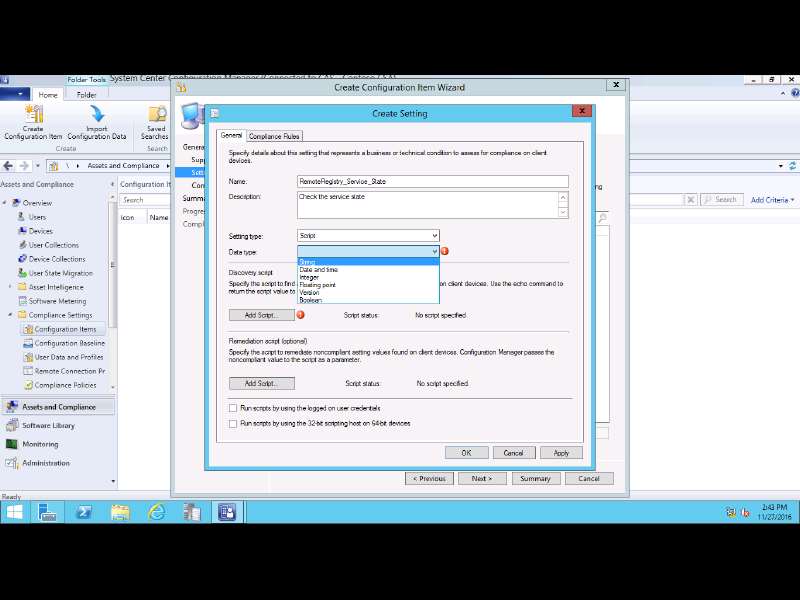 Folder Tools
System Center Configuration Manager (Connected to CAS - Contoso CSA)
Create Configuration Item Wizard
Home
Folder
Create Setting
Create
Configuration Item
Import
Configuration Data
Saved
Searches
Create
Search
General
Compliance Rules
Specify details about this setting that represents a business or technical condition to assess for compliance on client
devices.
Name:
RemoteRegistry_Service_State
Description:
Check the service state
Setting type:
Script
Data type:
String
Date and time
Integer
Floating point
Version
Boolean
Discovery script
Specify the script to find
on client devices. Use the echo command to
return the script value to
Add Script...
Script status:
No script specified.
Remediation script (optional)
Specify the script to remediate noncompliant setting values found on client devices. Configuration Manager passes the
noncompliant value to the script as a parameter.
Add Script...
Script status:
No script specified.
Run scripts by using the logged on user credentials
Run scripts by using the 32-bit scripting host on 64-bit devices
OK
Cancel
Apply
< Previous
Next >
Summary
Cancel
Genera
Supp
Setti
Con
Summa
Progres
Compl
ng
\
Assets and Compliance
Assets and Compliance
Configuration It
Search
Icon
Name
Search
Add Criteria
Overview
Users
Devices
User Collections
Device Collections
User State Migration
Asset Intelligence
Software Metering
Compliance Settings
Configuration Items
Configuration Baseline
User Data and Profiles
Remote Connection Pr
Compliance Policies
Assets and Compliance
Software Library
Monitoring
Administration
Ready
2:43 PM
11/27/2016